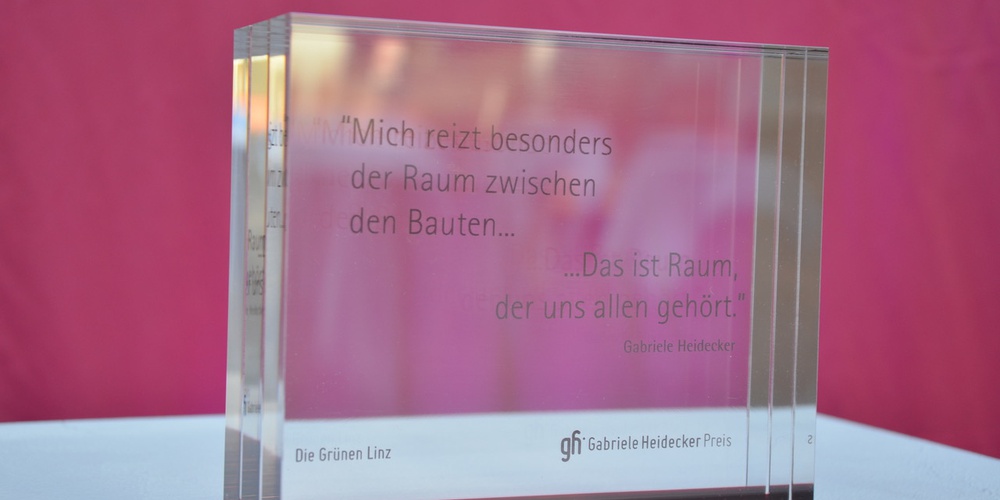 "Mich reizt besonders
der Raum zwischen
den Bauten...
...Das ist Raum,
der uns allen gehört."
Gabriele Heidecker
Die Grünen Linz
gh Gabriele Heidecker Preis
2